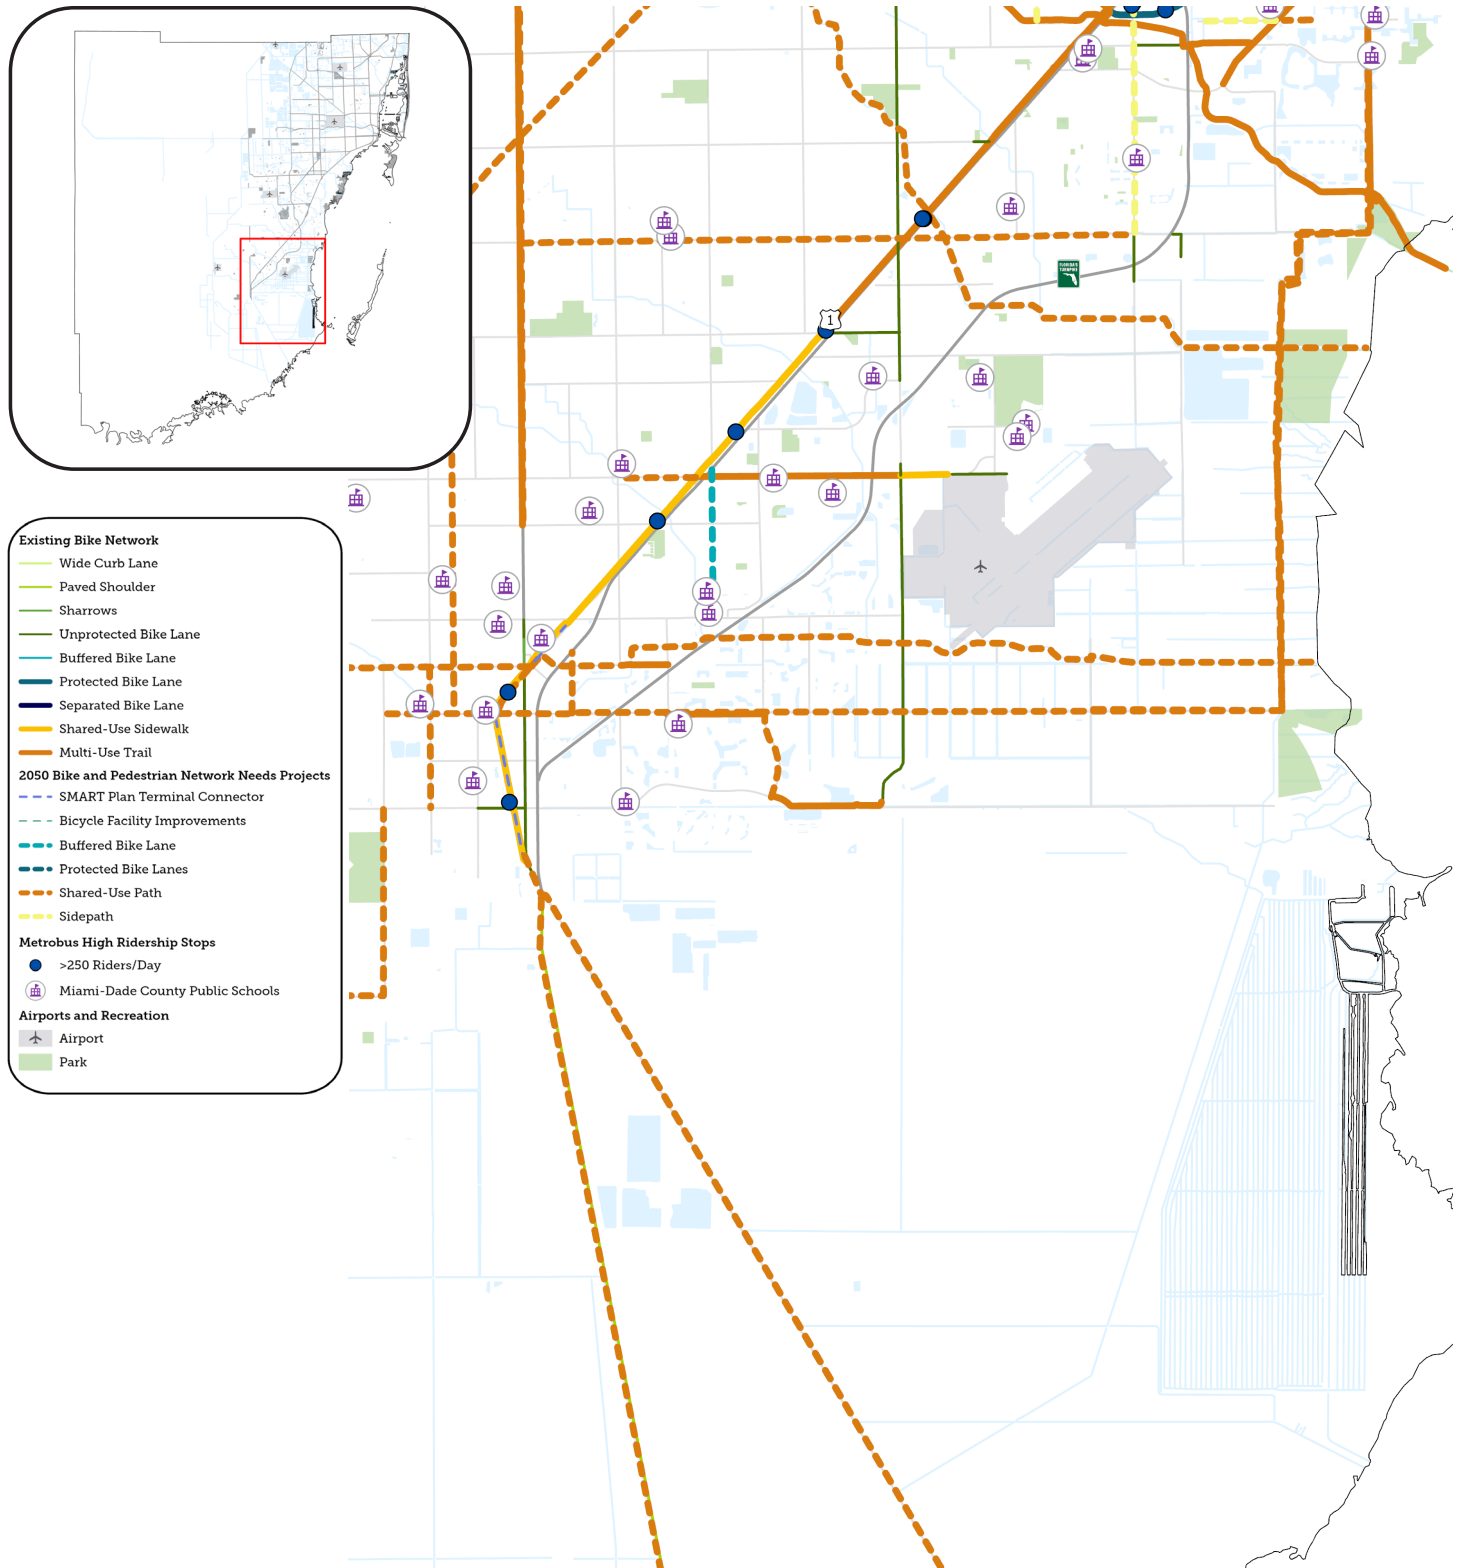 Existing Bike Network
Wide Curb Lane
Paved Shoulder
Sharrows
Unprotected Bike Lane
Buffered Bike Lane
Protected Bike Lane
Separated Bike Lane
Shared-Use Sidewalk
Multi-Use Trail
2050 Bike and Pedestrian Network Needs Projects
SMART Plan Terminal Connector
Bicycle Facility Improvements
Buffered Bike Lane
Protected Bike Lanes
Shared-Use Path
Sidepath
Metrobus High Ridership Stops
>250 Riders/Day
Miami-Dade County Public Schools
Airports and Recreation
Airport
Park
FLORIDA'S
TURNPIKE
1